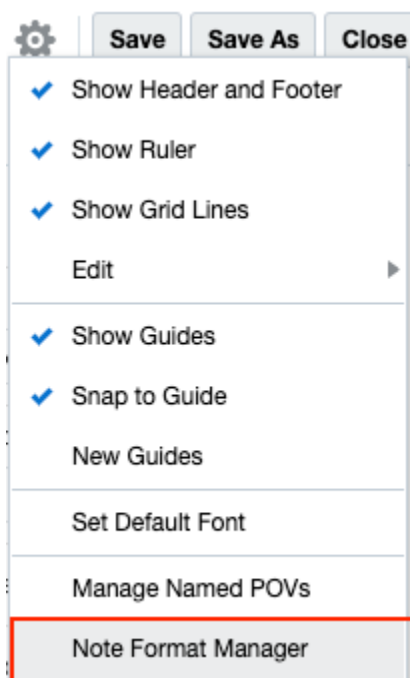 Save Save As Close
Show Header and Footer
Show Ruler
Show Grid Lines
Edit
Show Guides
Snap to Guide
New Guides
Set Default Font
Manage Named POVs
Note Format Manager